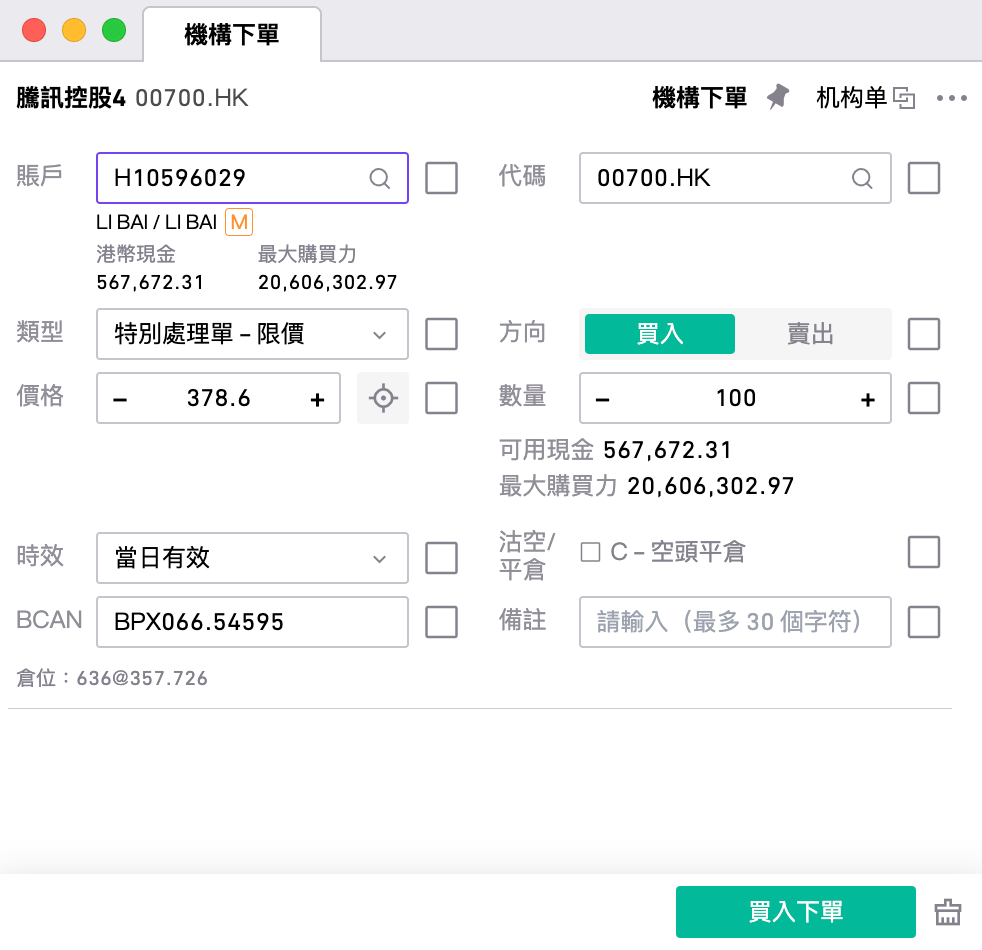 機構下單
騰訊控股4 00700.HK 機構下單 机构单
賬戶 H10596029 代碼 00700.HK
LI BAI / LI BAI M
港幣現金 最大購買力
567,672.31 20,606,302.97
類型 特別處理單 – 限價 方向 買入 賣出
價格 – 378.6 + 數量 – 100 +
可用現金 567,672.31
最大購買力 20,606,302.97
時效 當日有效 沽空/平倉 C – 空頭平倉
BCAN BPX066.54595 備註 請輸入（最多 30 個字符）
倉位：636@357.726
買入下單